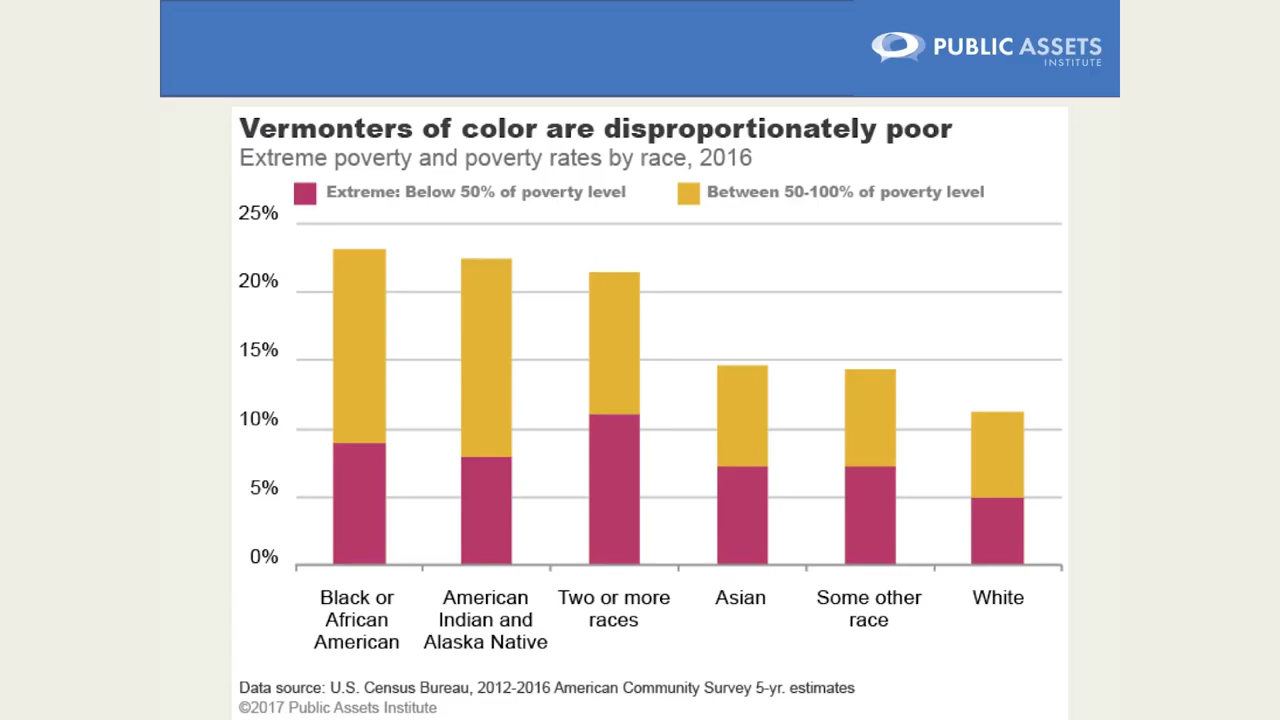 PUBLIC ASSETS
INSTITUTE
Vermonters of color are disproportionately poor
Extreme poverty and poverty rates by race, 2016
Extreme: Below 50% of poverty level
Between 50-100% of poverty level
25%
20%
15%
10%
5%
0%
Black or
African
American
American
Indian and
Alaska Native
Two or more
races
Asian
Some other
race
White
Data source: U.S. Census Bureau, 2012-2016 American Community Survey 5-yr. estimates
©2017 Public Assets Institute